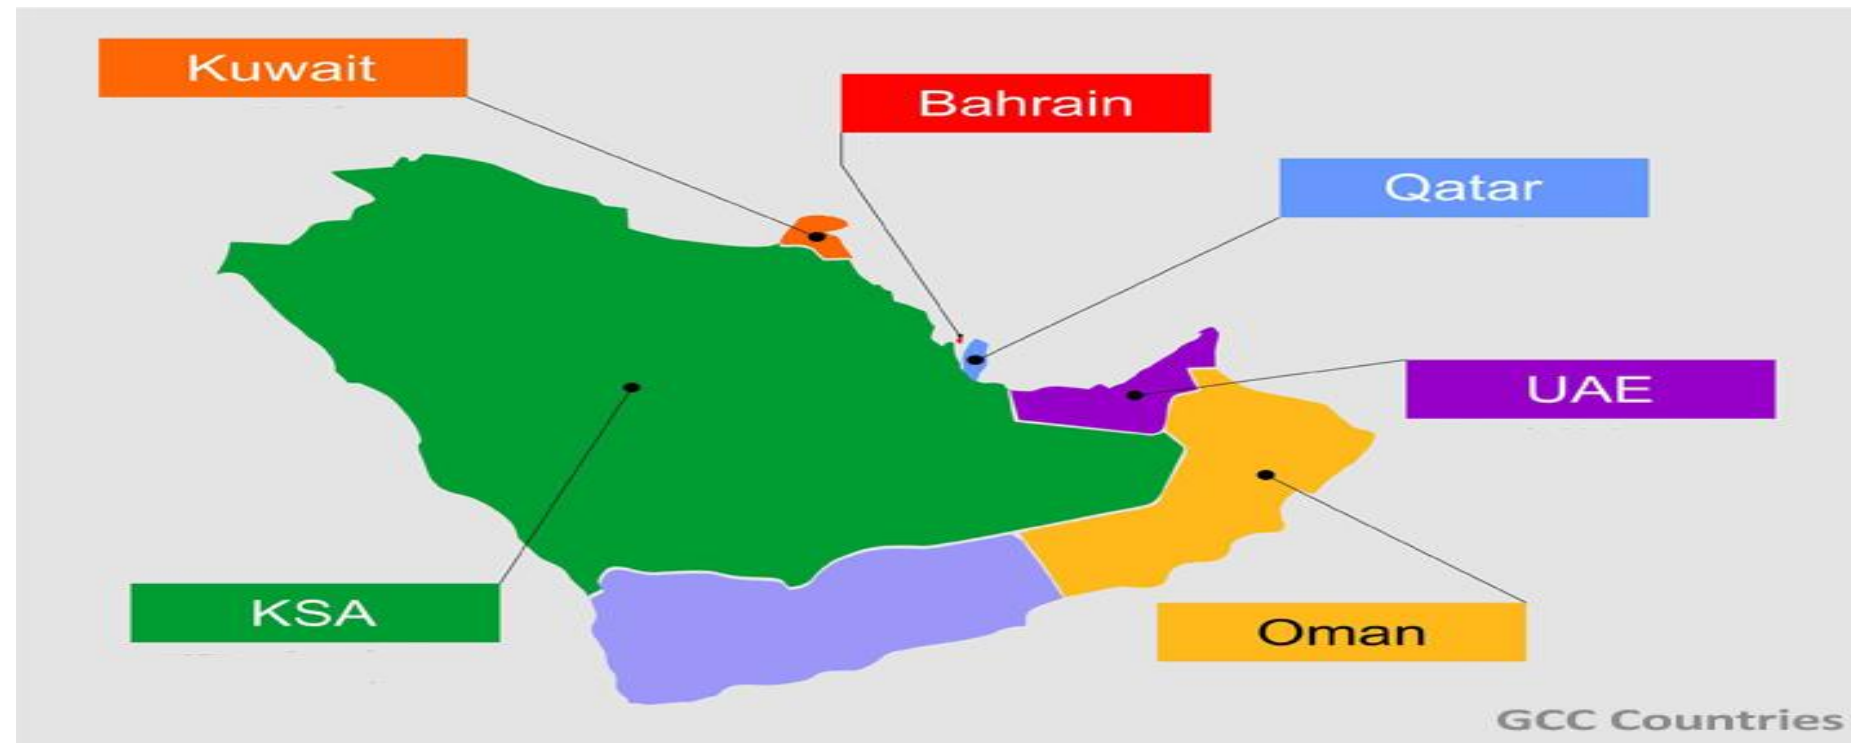 Kuwait
Bahrain
Qatar
UAE
KSA
Oman
GCC Countries